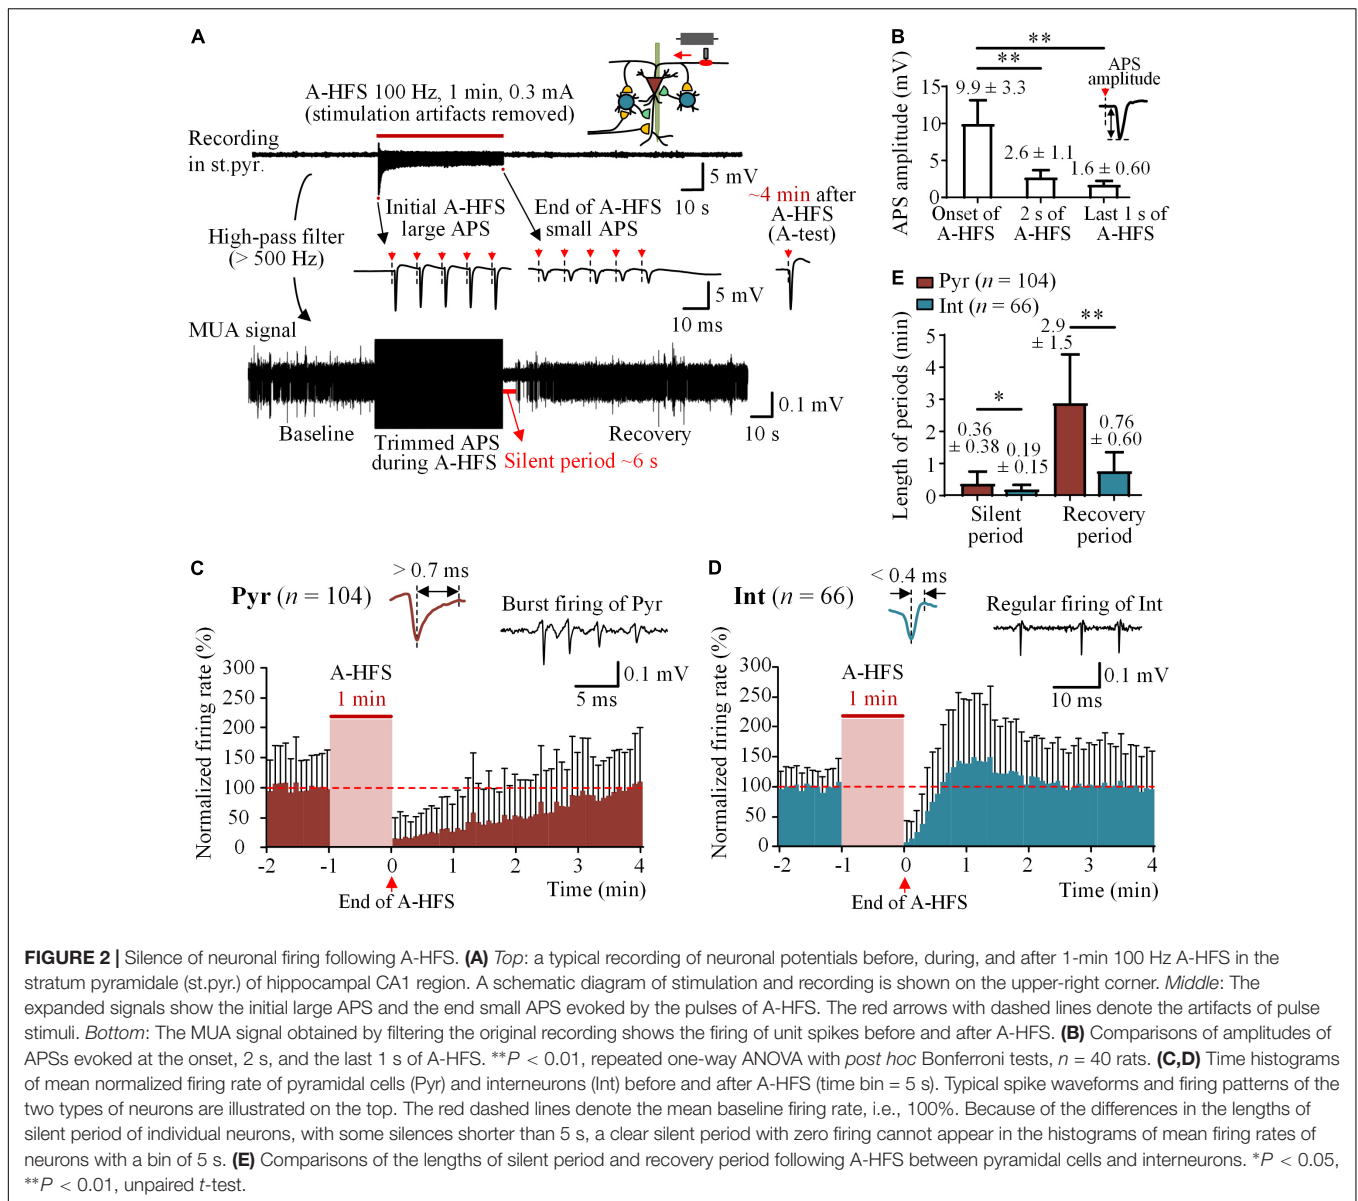 A
A-HFS 100 Hz, 1 min, 0.3 mA
(stimulation artifacts removed)
Recording
in st.pyr.
5 mV
10 s
High-pass filter
(> 500 Hz)
Initial A-HFS
large APS
End of A-HFS
small APS
~4 min after
A-HFS
(A-test)
5 mV
10 ms
MUA signal
0.1 mV
10 s
Baseline
Trimmed APS
during A-HFS
Silent period ~6 s
Recovery
B
APS amplitude (mV)
15
10
5
0
**
**
9.9 ± 3.3
2.6 ± 1.1
1.6 ± 0.60
APS
amplitude
Onset of
A-HFS
2 s of
A-HFS
Last 1 s of
A-HFS
E
Pyr (n = 104)
Int (n = 66)
Length of periods (min)
5
4
3
2
1
0
0.36
± 0.38
*
0.19
± 0.15
2.9
± 1.5
**
0.76
± 0.60
Silent
period
Recovery
period
C
Pyr (n = 104)
> 0.7 ms
Burst firing of Pyr
0.1 mV
5 ms
Normalized firing rate (%)
300
250
200
150
100
50
0
A-HFS
1 min
-2
-1
0
1
2
3
4
Time (min)
End of A-HFS
D
Int (n = 66)
< 0.4 ms
Regular firing of Int
0.1 mV
10 ms
Normalized firing rate (%)
300
250
200
150
100
50
0
A-HFS
1 min
-2
-1
0
1
2
3
4
Time (min)
End of A-HFS
FIGURE 2 | Silence of neuronal firing following A-HFS. (A) Top: a typical recording of neuronal potentials before, during, and after 1-min 100 Hz A-HFS in the
stratum pyramidale (st.pyr.) of hippocampal CA1 region. A schematic diagram of stimulation and recording is shown on the upper-right corner. Middle: The
expanded signals show the initial large APS and the end small APS evoked by the pulses of A-HFS. The red arrows with dashed lines denote the artifacts of pulse
stimuli. Bottom: The MUA signal obtained by filtering the original recording shows the firing of unit spikes before and after A-HFS. (B) Comparisons of amplitudes of
APSs evoked at the onset, 2 s, and the last 1 s of A-HFS. **P < 0.01, repeated one-way ANOVA with post hoc Bonferroni tests, n = 40 rats. (C,D) Time histograms
of mean normalized firing rate of pyramidal cells (Pyr) and interneurons (Int) before and after A-HFS (time bin = 5 s). Typical spike waveforms and firing patterns of the
two types of neurons are illustrated on the top. The red dashed lines denote the mean baseline firing rate, i.e., 100%. Because of the differences in the lengths of
silent period of individual neurons, with some silences shorter than 5 s, a clear silent period with zero firing cannot appear in the histograms of mean firing rates of
neurons with a bin of 5 s. (E) Comparisons of the lengths of silent period and recovery period following A-HFS between pyramidal cells and interneurons. *P < 0.05,
**P < 0.01, unpaired t-test.